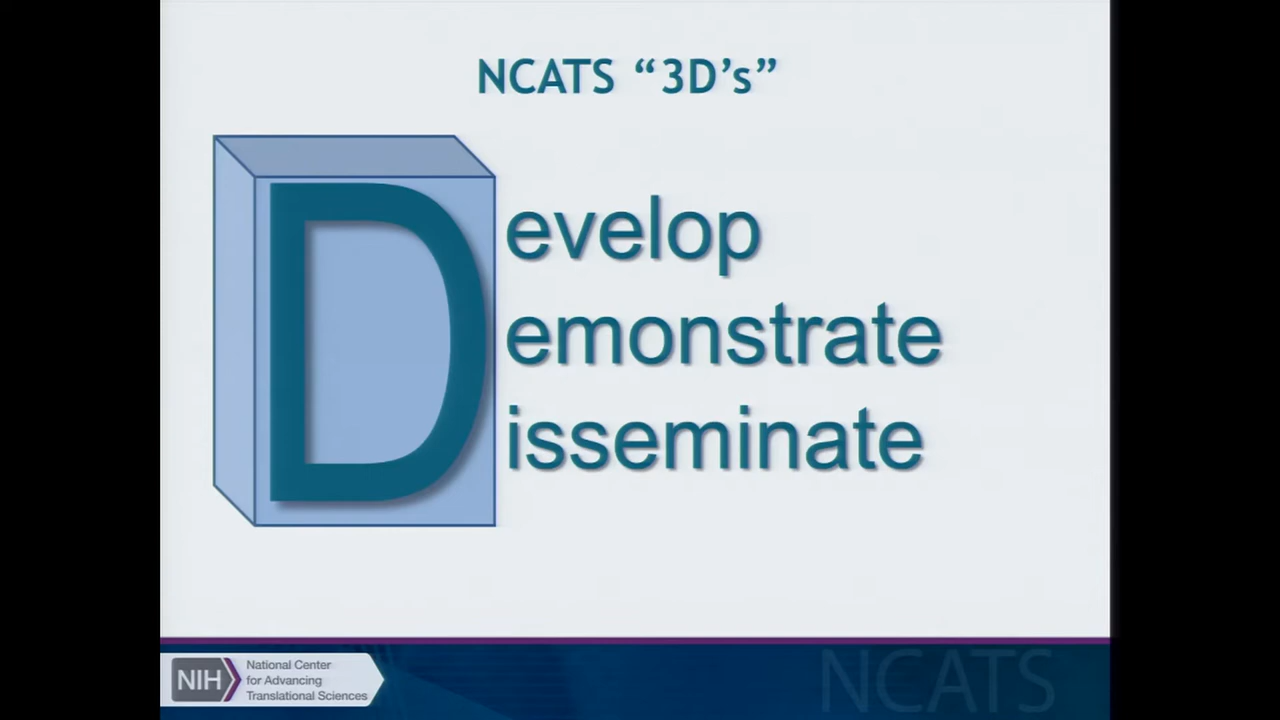 NCATS “3D’s”
D
evelop
emonstrate
isseminate
NIH
National Center
for Advancing
Translational Sciences
NCATS